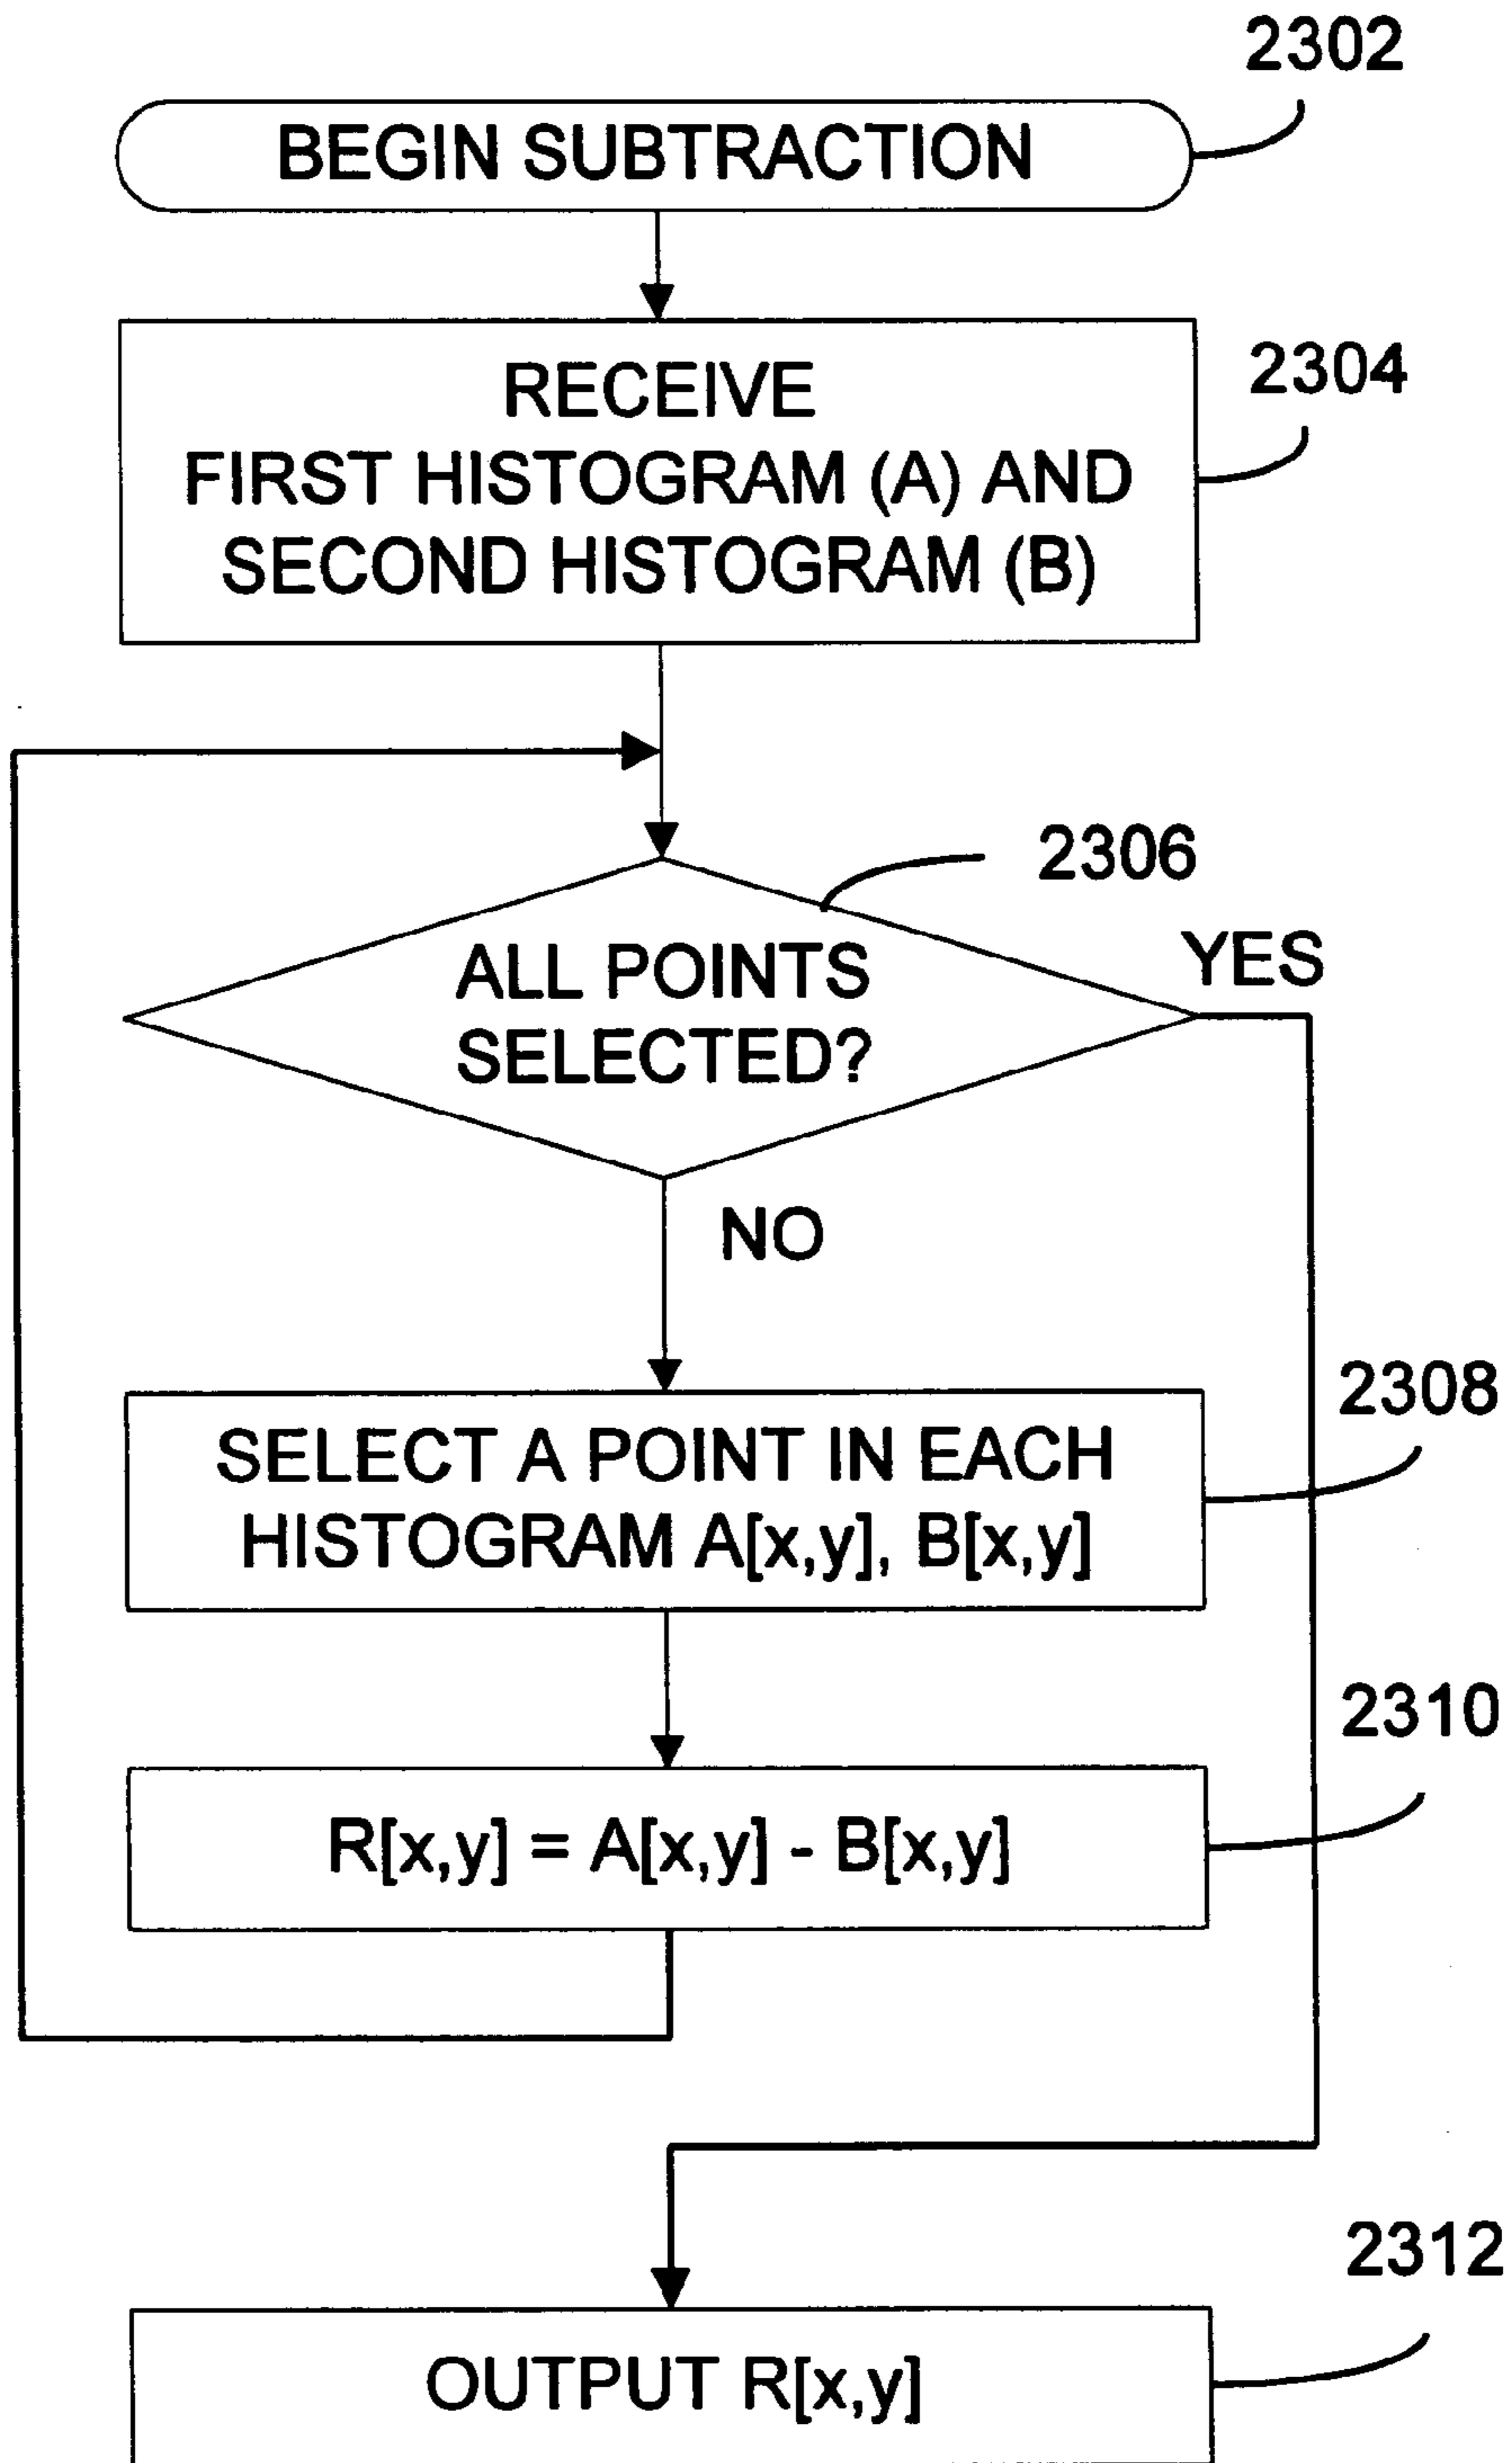 2302
BEGIN SUBTRACTION
2304
RECEIVE
FIRST HISTOGRAM (A) AND
SECOND HISTOGRAM (B)
2306
ALL POINTS
SELECTED?
YES
NO
2308
SELECT A POINT IN EACH
HISTOGRAM A[x,y], B[x,y]
2310
R[x,y] = A[x,y] - B[x,y]
2312
OUTPUT R[x,y]